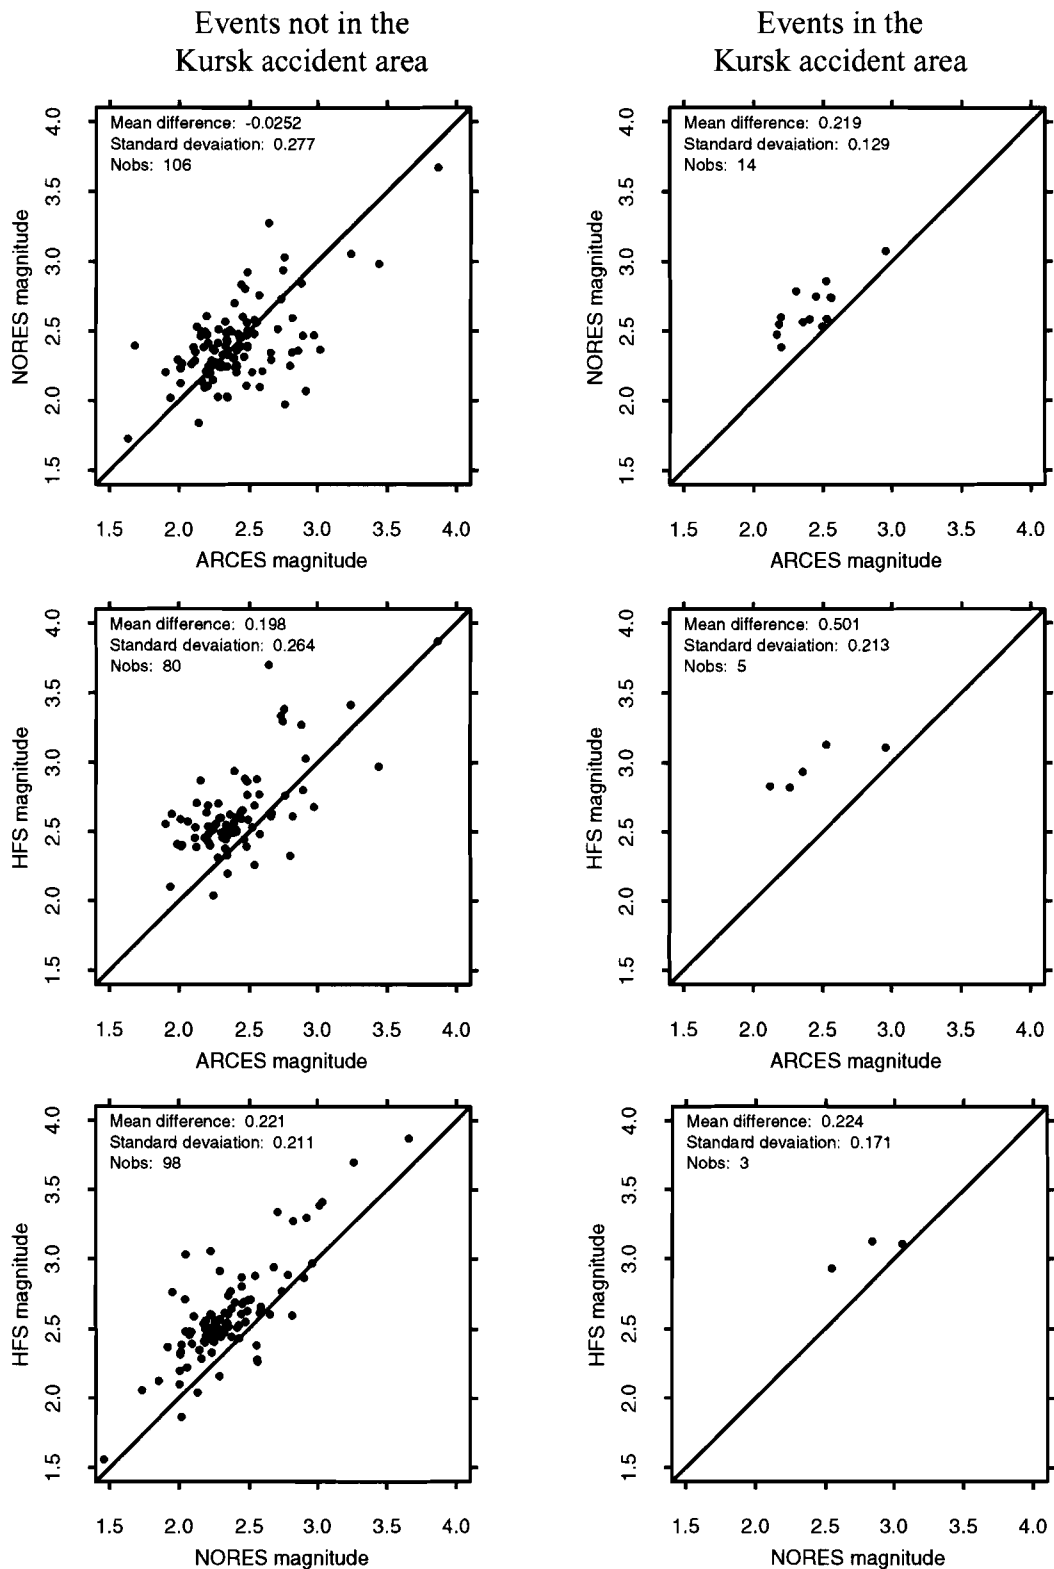 Events not in the
Kursk accident area
Events in the
Kursk accident area
Mean difference: -0.0252
Standard devaiation: 0.277
Nobs: 106
4.0
3.5
3.0
2.5
2.0
1.5
NORES magnitude
1.5 2.0 2.5 3.0 3.5 4.0
ARCES magnitude
Mean difference: 0.219
Standard devaiation: 0.129
Nobs: 14
4.0
3.5
3.0
2.5
2.0
1.5
NORES magnitude
1.5 2.0 2.5 3.0 3.5 4.0
ARCES magnitude
Mean difference: 0.198
Standard devaiation: 0.264
Nobs: 80
4.0
3.5
3.0
2.5
2.0
1.5
HFS magnitude
1.5 2.0 2.5 3.0 3.5 4.0
ARCES magnitude
Mean difference: 0.501
Standard devaiation: 0.213
Nobs: 5
4.0
3.5
3.0
2.5
2.0
1.5
HFS magnitude
1.5 2.0 2.5 3.0 3.5 4.0
ARCES magnitude
Mean difference: 0.221
Standard devaiation: 0.211
Nobs: 98
4.0
3.5
3.0
2.5
2.0
1.5
HFS magnitude
1.5 2.0 2.5 3.0 3.5 4.0
NORES magnitude
Mean difference: 0.224
Standard devaiation: 0.171
Nobs: 3
4.0
3.5
3.0
2.5
2.0
1.5
HFS magnitude
1.5 2.0 2.5 3.0 3.5 4.0
NORES magnitude